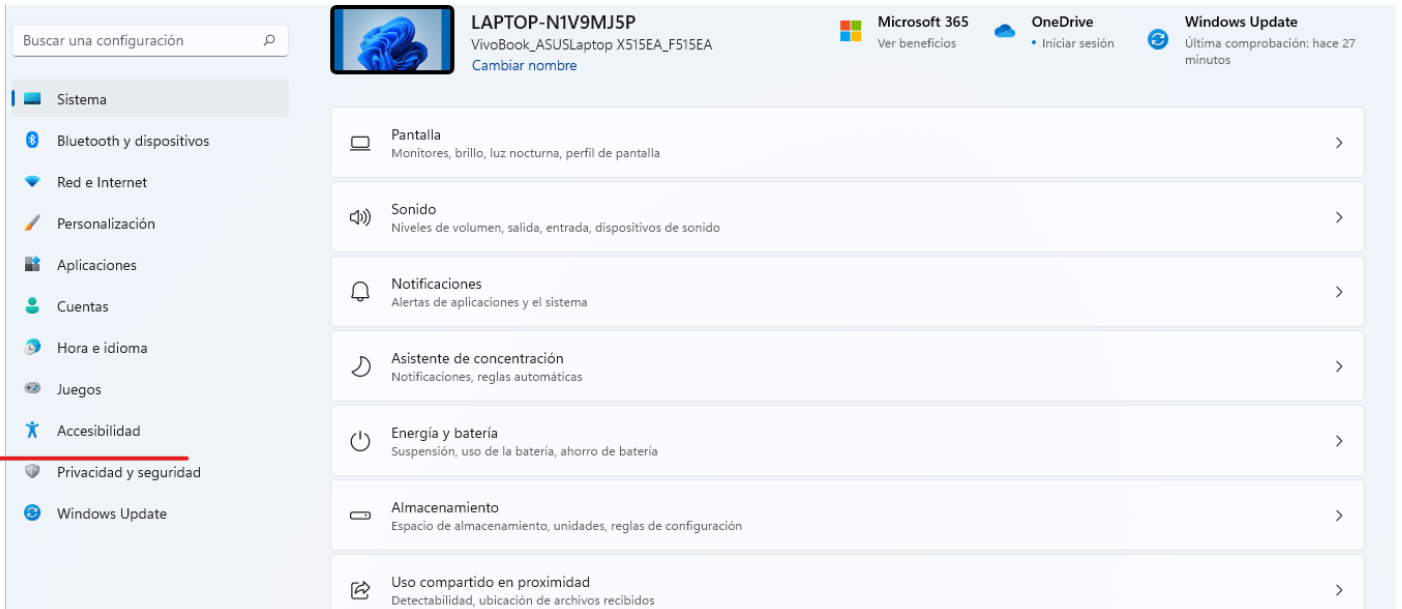 Buscar una configuración
Sistema
Bluetooth y dispositivos
Red e Internet
Personalización
Aplicaciones
Cuentas
Hora e idioma
Juegos
Accesibilidad
Privacidad y seguridad
Windows Update
LAPTOP-N1V9MJ5P
VivoBook_ASUSLaptop X515EA_F515EA
Cambiar nombre
Microsoft 365
Ver beneficios
OneDrive
• Iniciar sesión
Windows Update
Última comprobación: hace 27
minutos
Pantalla
Monitores, brillo, luz nocturna, perfil de pantalla
Sonido
Niveles de volumen, salida, entrada, dispositivos de sonido
Notificaciones
Alertas de aplicaciones y el sistema
Asistente de concentración
Notificaciones, reglas automáticas
Energía y batería
Suspensión, uso de la batería, ahorro de batería
Almacenamiento
Espacio de almacenamiento, unidades, reglas de configuración
Uso compartido en proximidad
Detectabilidad, ubicación de archivos recibidos